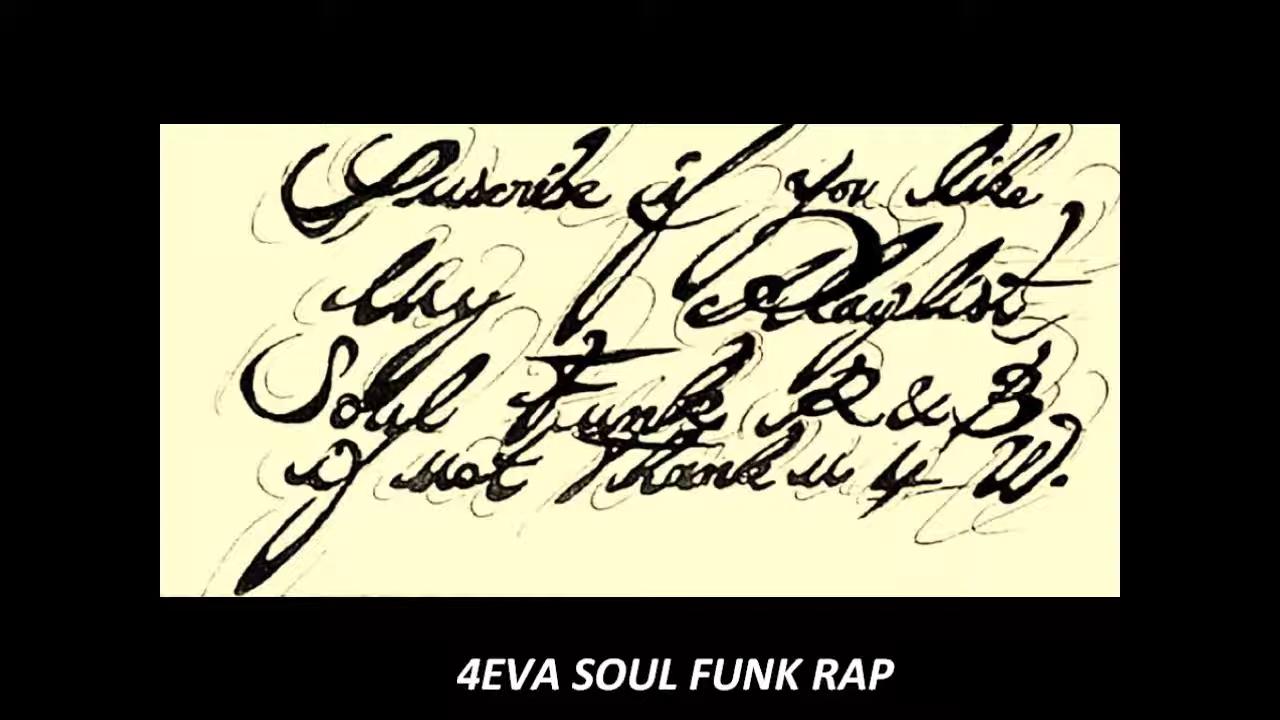 Suscribe if you like
My Playlist
Soul Funk R & B
if not Thank u 4 W.
4EVA SOUL FUNK RAP